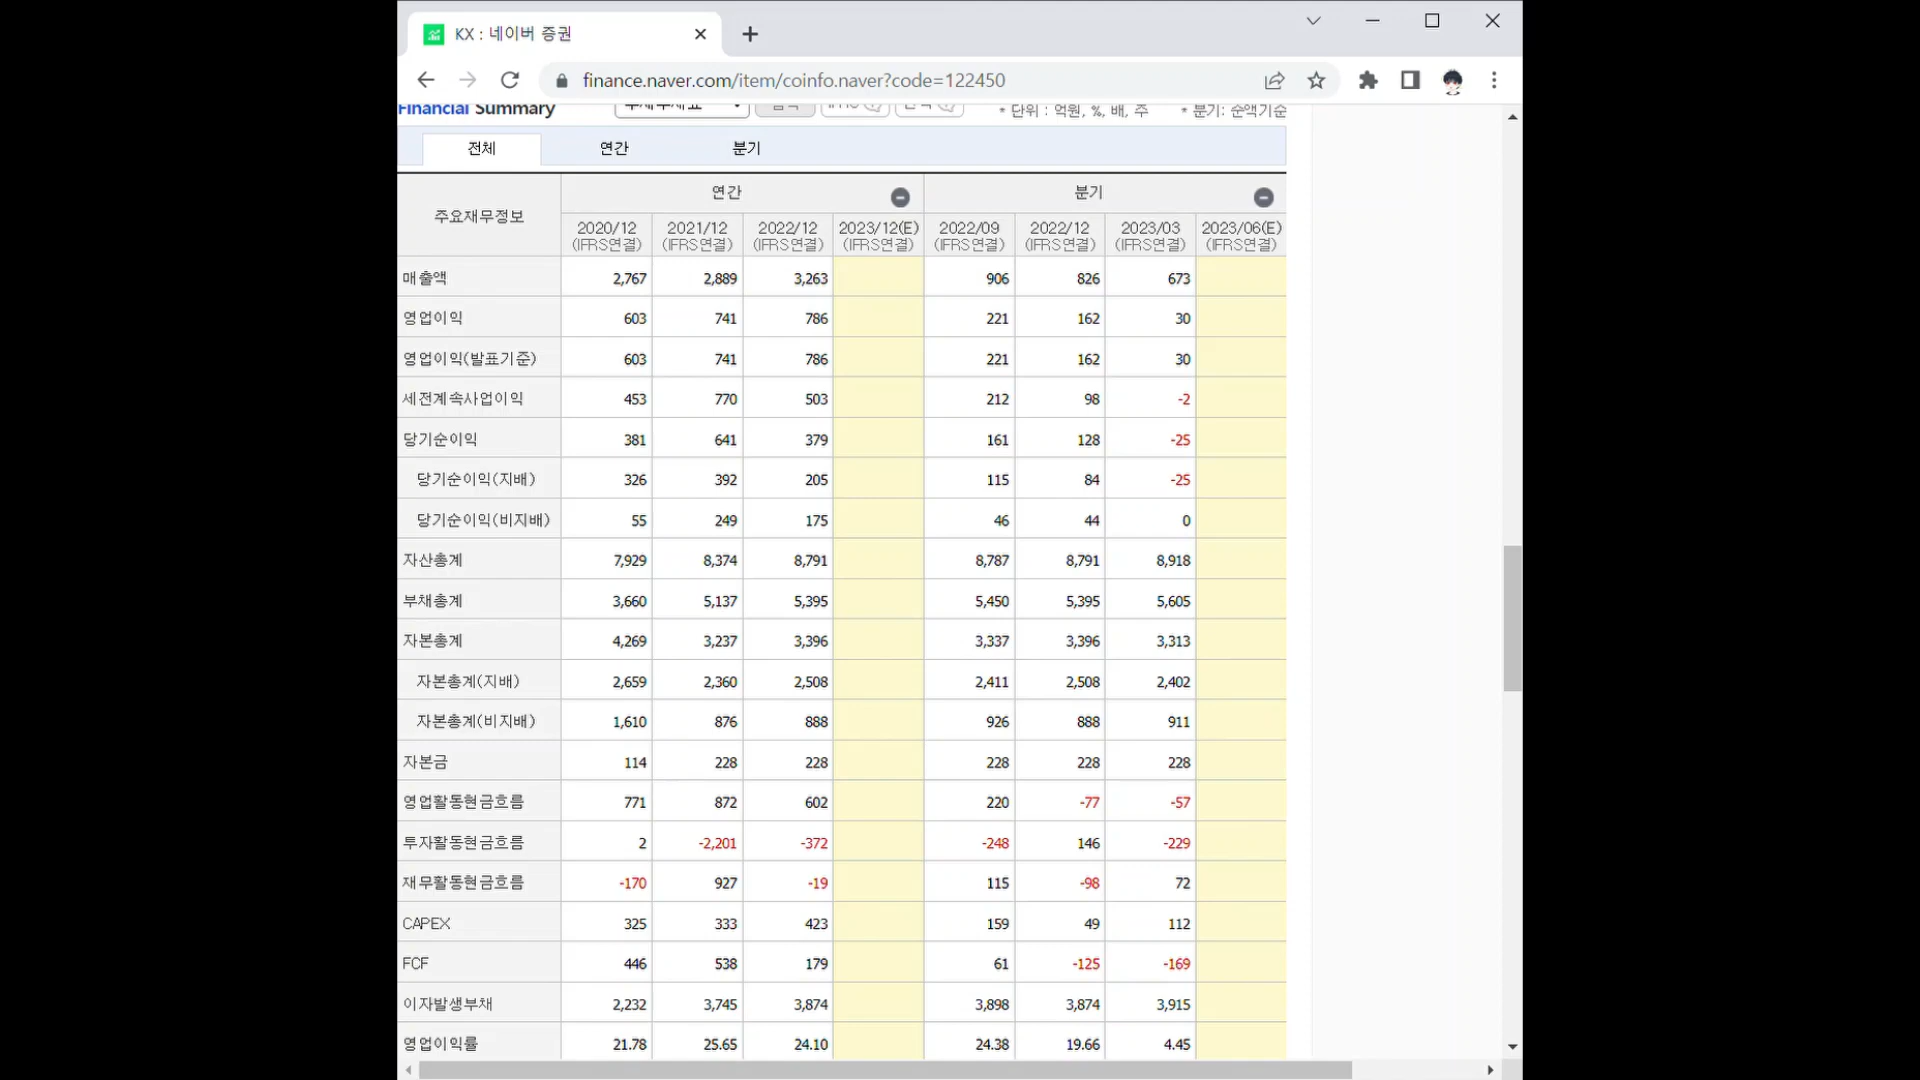 KX : 네이버 증권
finance.naver.com/item/coinfo.naver?code=122450
Financial Summary
* 단위 : 억원, %, 배, 주 * 분기: 순액기준
전체 연간 분기
주요재무정보 연간 분기
2020/12 2021/12 2022/12 2023/12(E) 2022/09 2022/12 2023/03 2023/06(E)
(IFRS연결) (IFRS연결) (IFRS연결) (IFRS연결) (IFRS연결) (IFRS연결) (IFRS연결) (IFRS연결)
매출액 2,767 2,889 3,263 906 826 673
영업이익 603 741 786 221 162 30
영업이익(발표기준) 603 741 786 221 162 30
세전계속사업이익 453 770 503 212 98 -2
당기순이익 381 641 379 161 128 -25
당기순이익(지배) 326 392 205 115 84 -25
당기순이익(비지배) 55 249 175 46 44 0
자산총계 7,929 8,374 8,791 8,787 8,791 8,918
부채총계 3,660 5,137 5,395 5,450 5,395 5,605
자본총계 4,269 3,237 3,396 3,337 3,396 3,313
자본총계(지배) 2,659 2,360 2,508 2,411 2,508 2,402
자본총계(비지배) 1,610 876 888 926 888 911
자본금 114 228 228 228 228 228
영업활동현금흐름 771 872 602 220 -77 -57
투자활동현금흐름 2 -2,201 -372 -248 146 -229
재무활동현금흐름 -170 927 -19 115 -98 72
CAPEX 325 333 423 159 49 112
FCF 446 538 179 61 -125 -169
이자발생부채 2,232 3,745 3,874 3,898 3,874 3,915
영업이익률 21.78 25.65 24.10 24.38 19.66 4.45